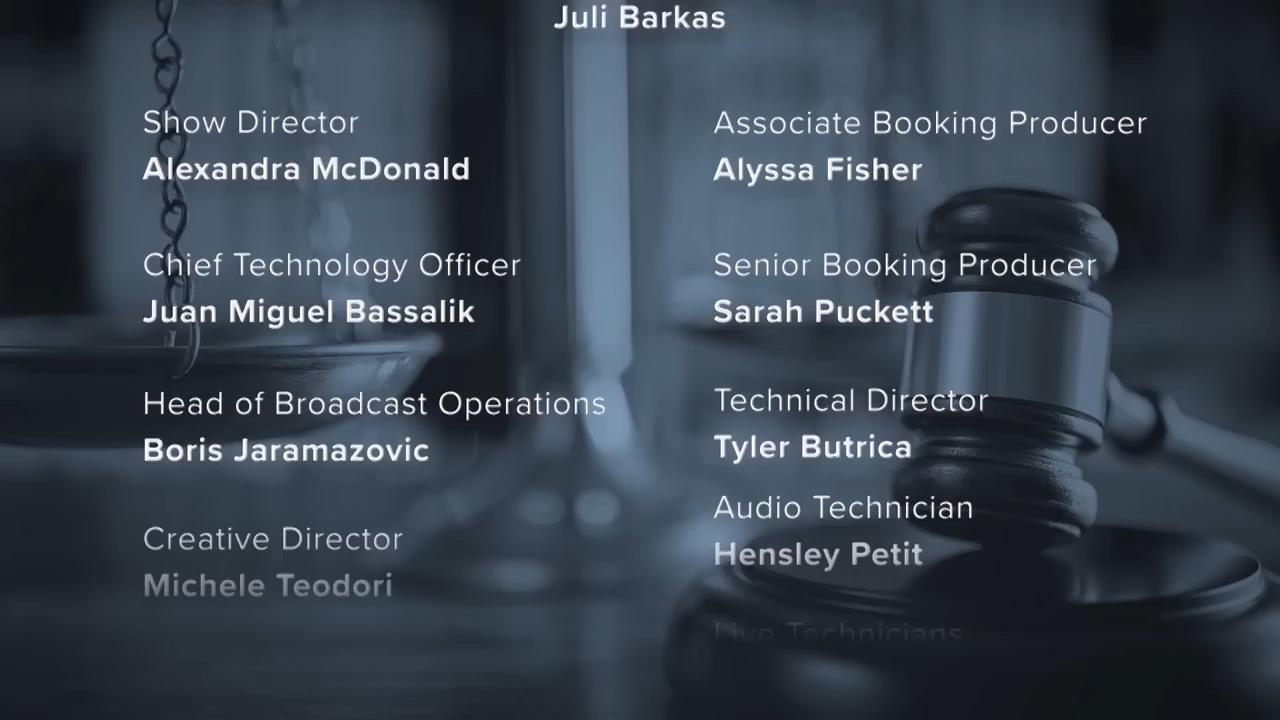 Juli Barkas
Show Director
Alexandra McDonald
Chief Technology Officer
Juan Miguel Bassalik
Head of Broadcast Operations
Boris Jaramazovic
Creative Director
Michele Teodori
Associate Booking Producer
Alyssa Fisher
Senior Booking Producer
Sarah Puckett
Technical Director
Tyler Butrica
Audio Technician
Hensley Petit
Live Technicians